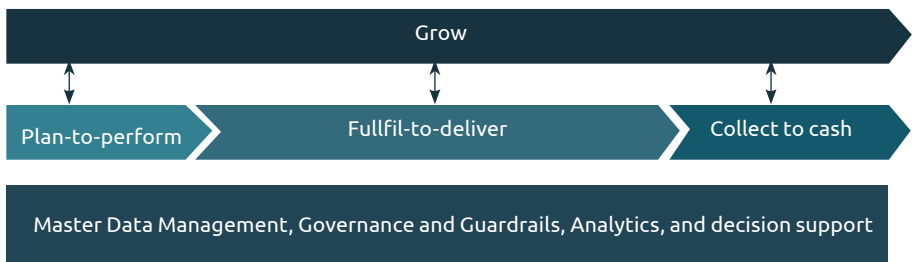 Grow
Plan-to-perform
Fullfil-to-deliver
Collect to cash
Master Data Management, Governance and Guardrails, Analytics, and decision support